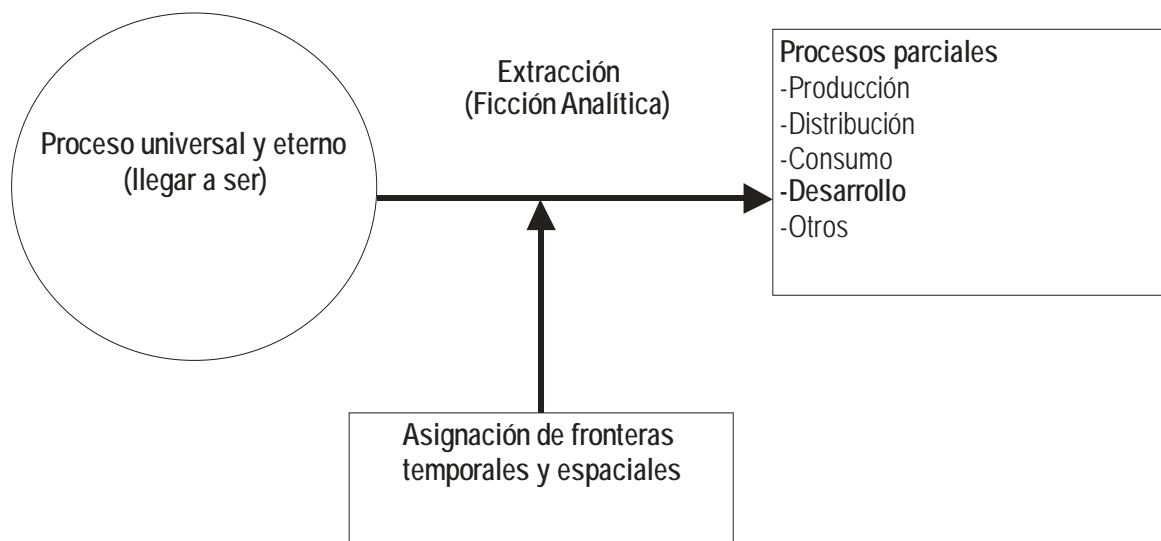 Proceso universal y eterno
(llegar a ser)
Extracción
(Ficción Analítica)
Procesos parciales
-Producción
-Distribución
-Consumo
-Desarrollo
-Otros
Asignación de fronteras
temporales y espaciales